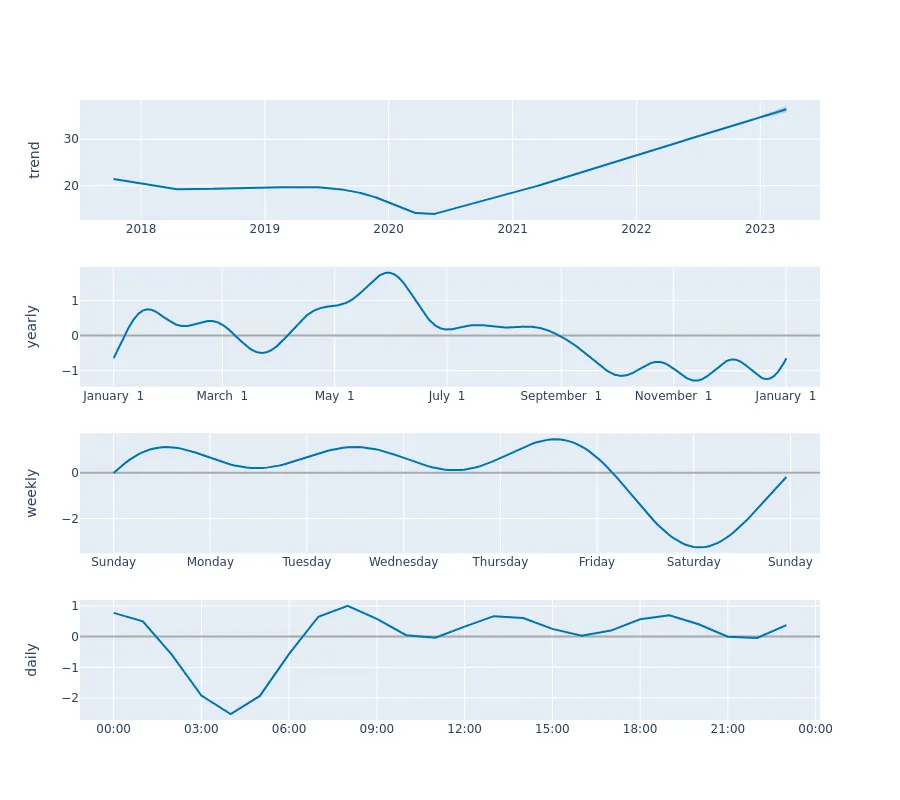 trend
30
20
2018 2019 2020 2021 2022 2023
yearly
1
0
−1
January 1 March 1 May 1 July 1 September 1 November 1 January 1
weekly
0
−2
Sunday Monday Tuesday Wednesday Thursday Friday Saturday Sunday
daily
1
0
−1
−2
00:00 03:00 06:00 09:00 12:00 15:00 18:00 21:00 00:00